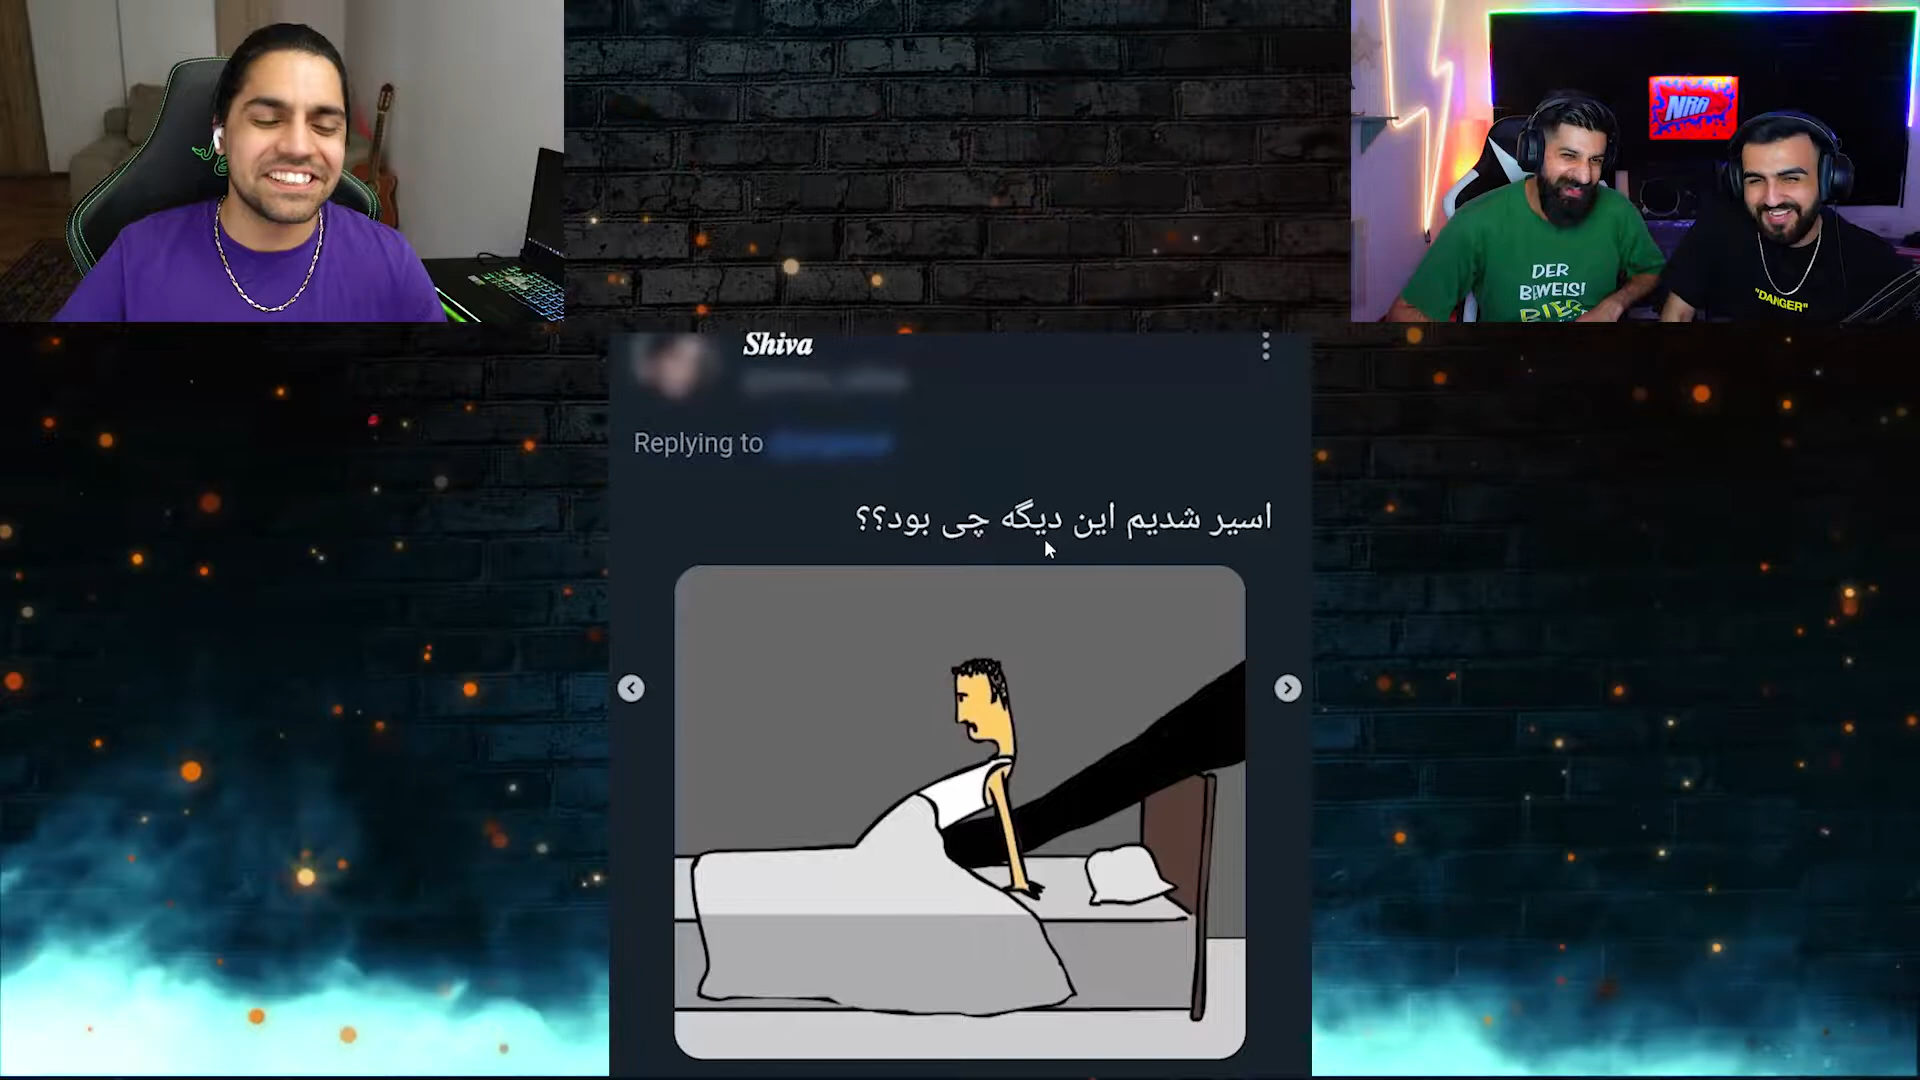 NRA
DER
BEWEIS!
"DANGER"
Shiva
Replying to
اسیر شدیم این دیگه چی بود؟؟